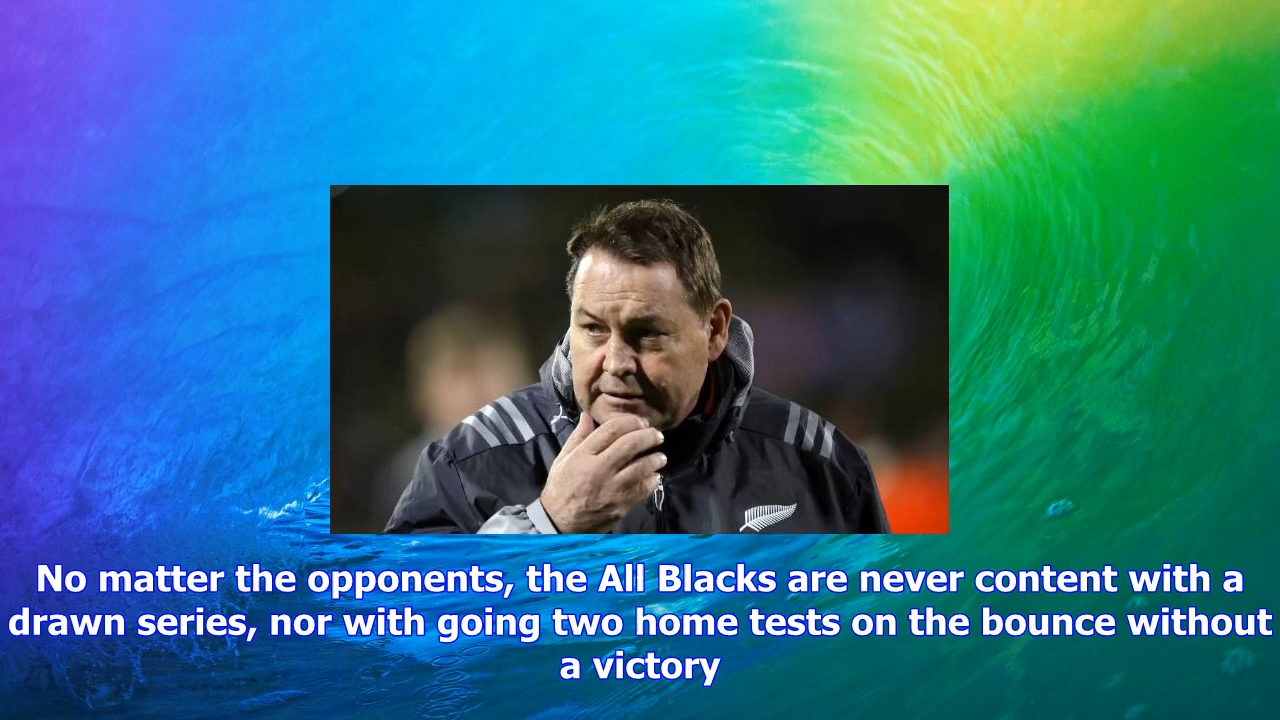 No matter the opponents, the All Blacks are never content with a
drawn series, nor with going two home tests on the bounce without
a victory